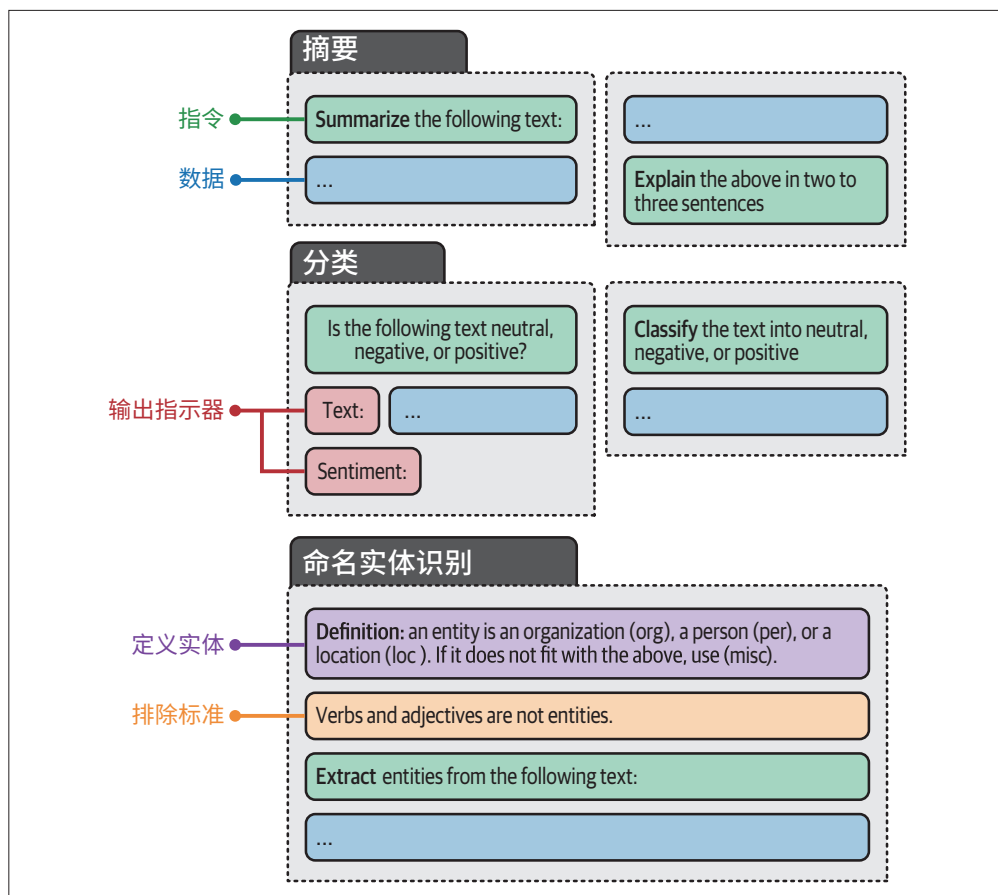 摘要
指令
Summarize the following text:
...
数据
...
Explain the above in two to
three sentences
分类
Is the following text neutral,
negative, or positive?
Classify the text into neutral,
negative, or positive
输出指示器
Text:
...
...
Sentiment:
命名实体识别
定义实体
Definition: an entity is an organization (org), a person (per), or a
location (loc ). If it does not fit with the above, use (misc).
排除标准
Verbs and adjectives are not entities.
Extract entities from the following text:
...